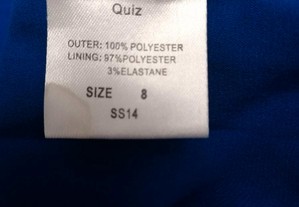 Quiz
OUTER: 100% POLYESTER
LINING: 97% POLYESTER
3% ELASTANE
SIZE 8
SS14